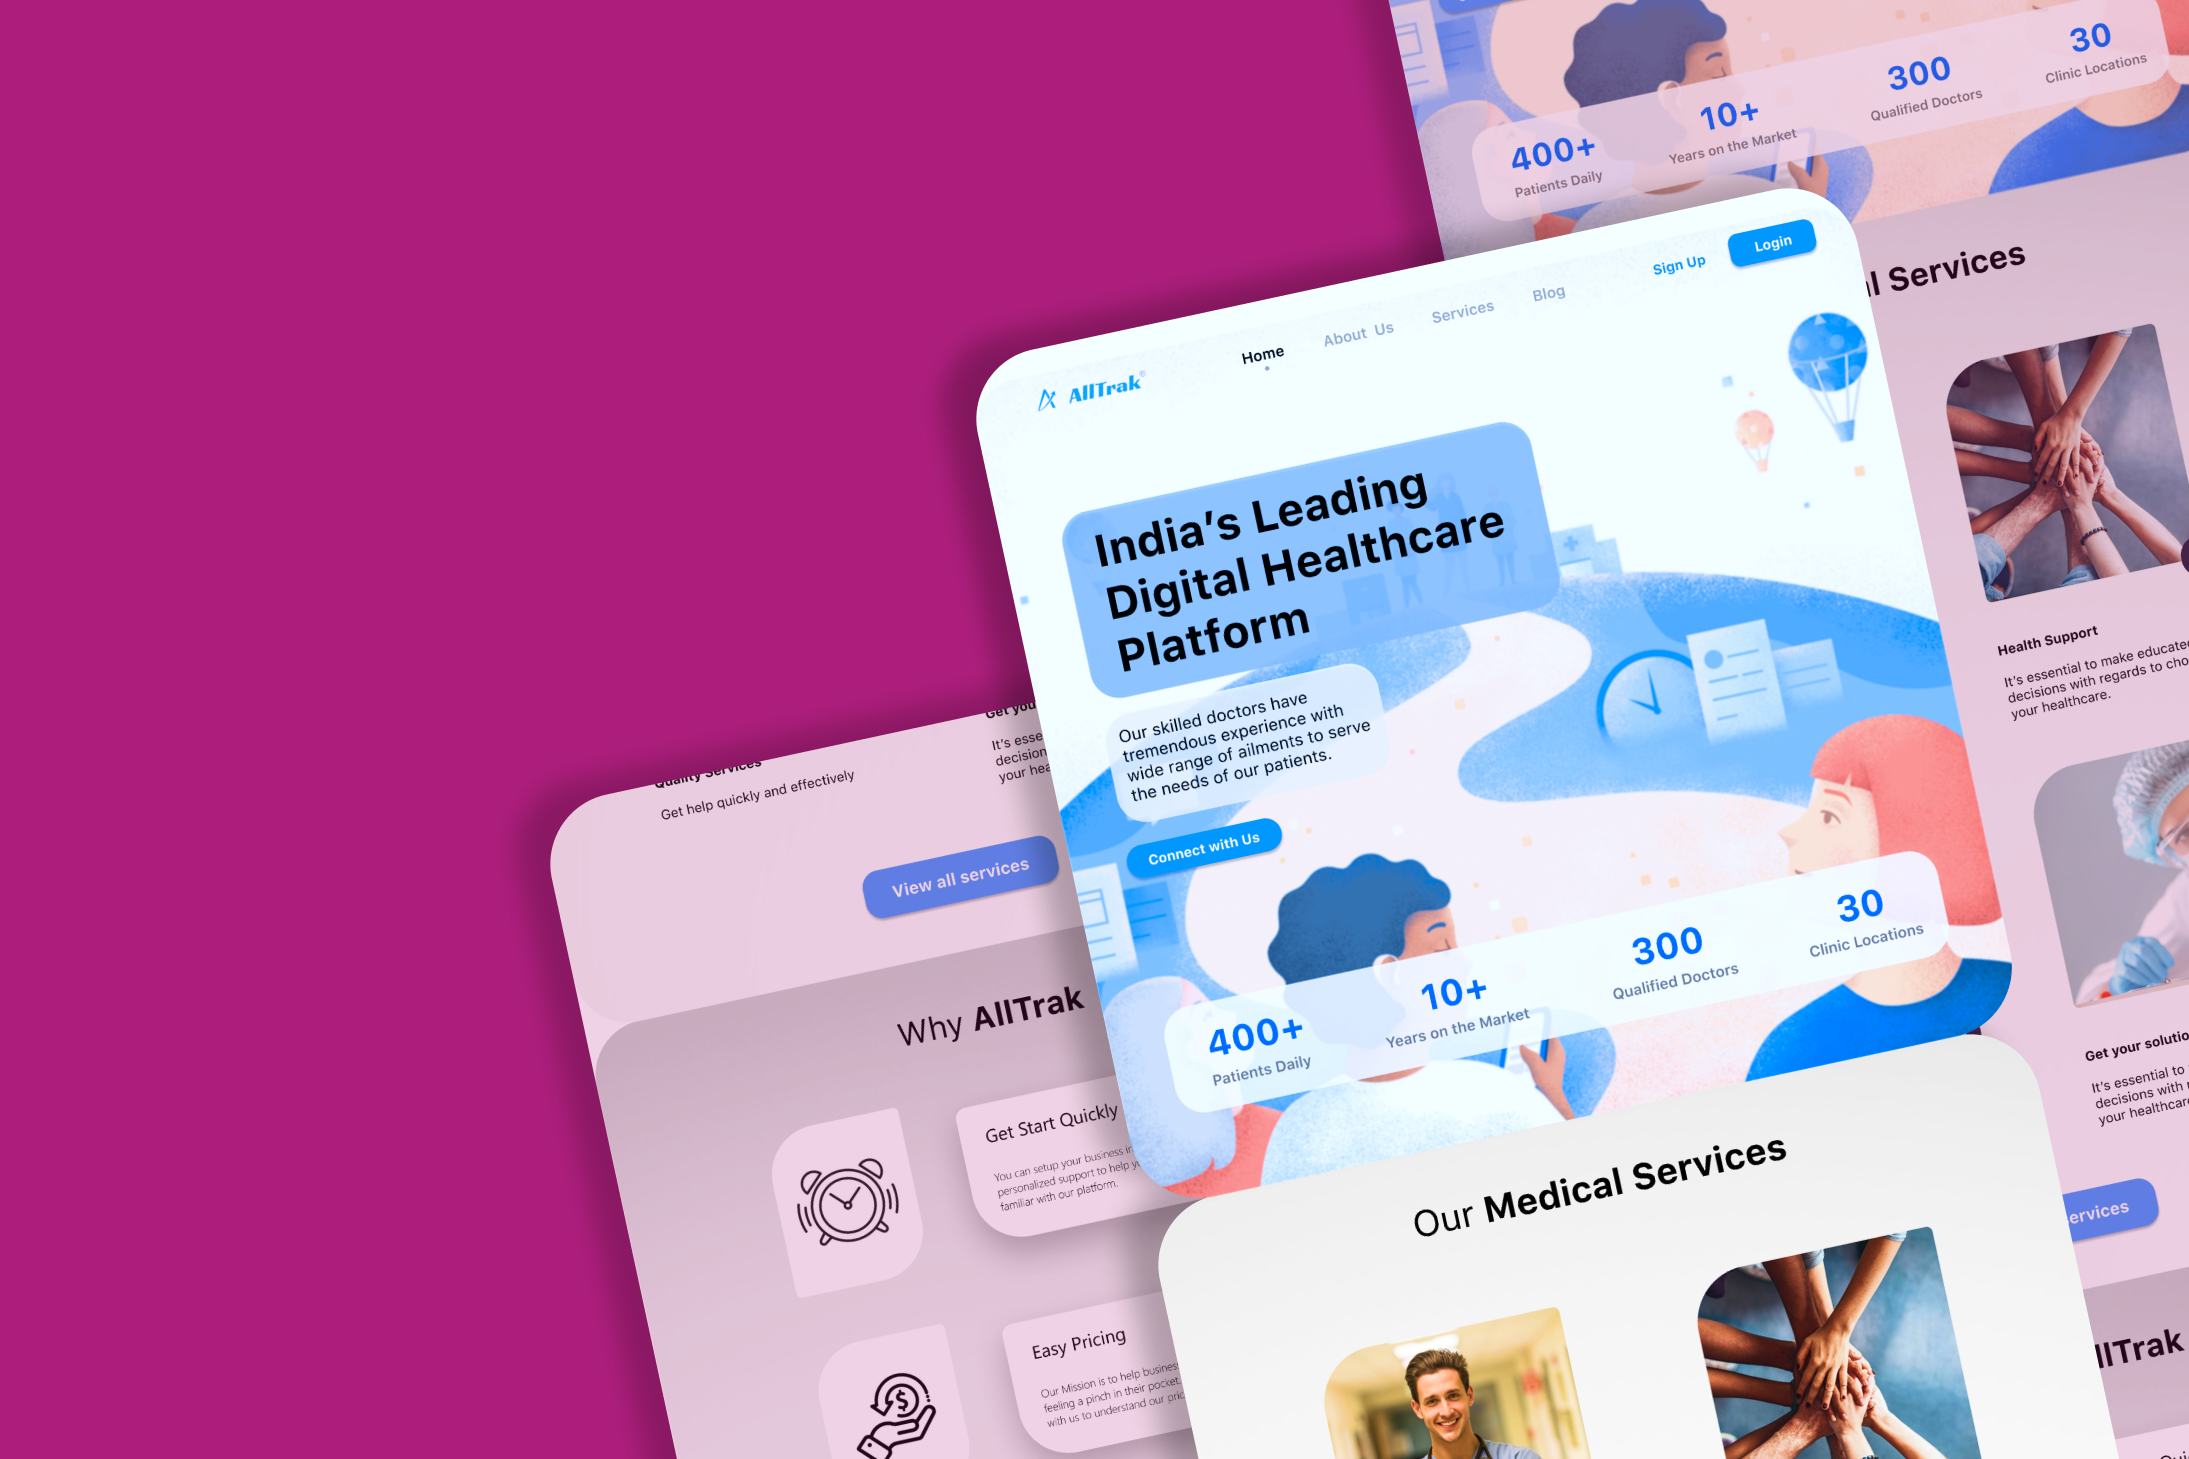 400+
Patients Daily
10+
Years on the Market
300
Qualified Doctors
30
Clinic Locations
l Services
Health Support
It's essential to make educated
decisions with regards to cho
your healthcare.
Get your solutio
It's essential to
decisions with
your healthcare
ervices
llTrak
AllTrak®
Home
About Us
Services
Blog
Sign Up
Login
India's Leading
Digital Healthcare
Platform
Our skilled doctors have
tremendous experience with
wide range of ailments to serve
the needs of our patients.
Connect with Us
400+
Patients Daily
10+
Years on the Market
300
Qualified Doctors
30
Clinic Locations
Our Medical Services
Quality Services
Get help quickly and effectively
Get you
It's esse
decision
your hea
View all services
Why AllTrak
Get Start Quickly
You can setup your business in
personalized support to help y
familiar with our platform.
Easy Pricing
Our Mission is to help business
feeling a pinch in their pocket.
with us to understand our pric